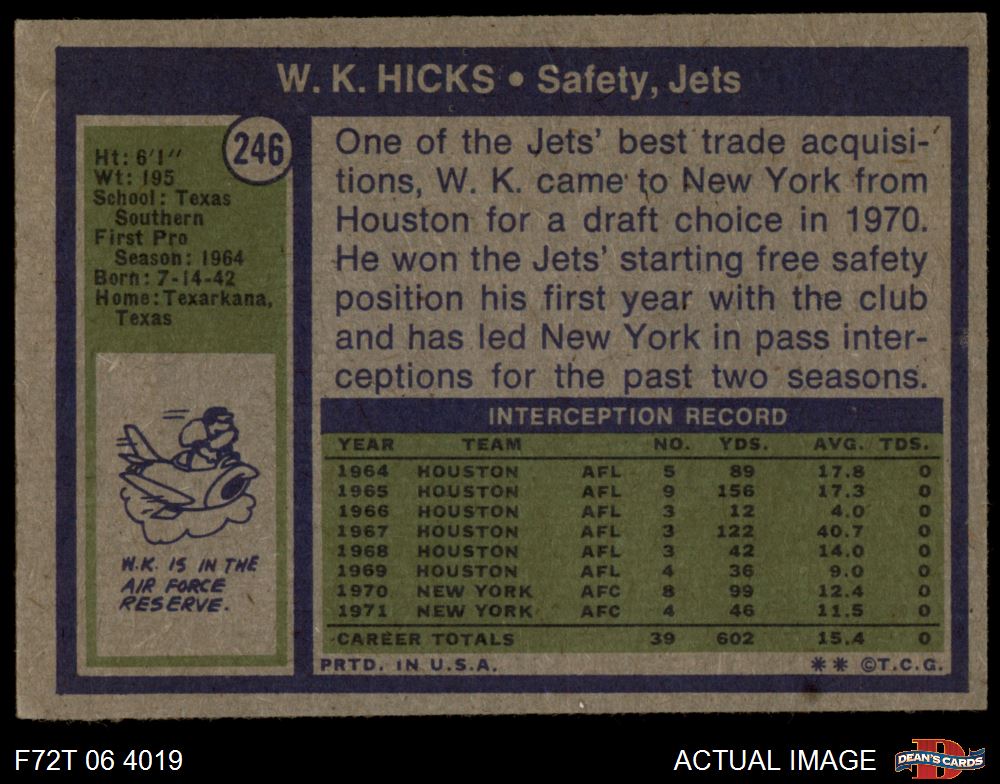 W. K. HICKS • Safety, Jets
246
Ht: 6'1"
Wt: 195
School: Texas
Southern
First Pro
Season: 1964
Born: 7-14-42
Home: Texarkana,
Texas
W.K. IS IN THE
AIR FORCE
RESERVE.
One of the Jets' best trade acquisi-
tions, W. K. came to New York from
Houston for a draft choice in 1970.
He won the Jets' starting free safety
position his first year with the club
and has led New York in pass inter-
ceptions for the past two seasons.
INTERCEPTION RECORD
YEAR TEAM NO. YDS. AVG. TDS.
1964 HOUSTON AFL 5 89 17.8 0
1965 HOUSTON AFL 9 156 17.3 0
1966 HOUSTON AFL 3 12 4.0 0
1967 HOUSTON AFL 3 122 40.7 0
1968 HOUSTON AFL 3 42 14.0 0
1969 HOUSTON AFL 4 36 9.0 0
1970 NEW YORK AFC 8 99 12.4 0
1971 NEW YORK AFC 4 46 11.5 0
CAREER TOTALS 39 602 15.4 0
PRTD. IN U.S.A. ** ©T.C.G.
F72T 06 4019 ACTUAL IMAGE D DEAN'S CARDS